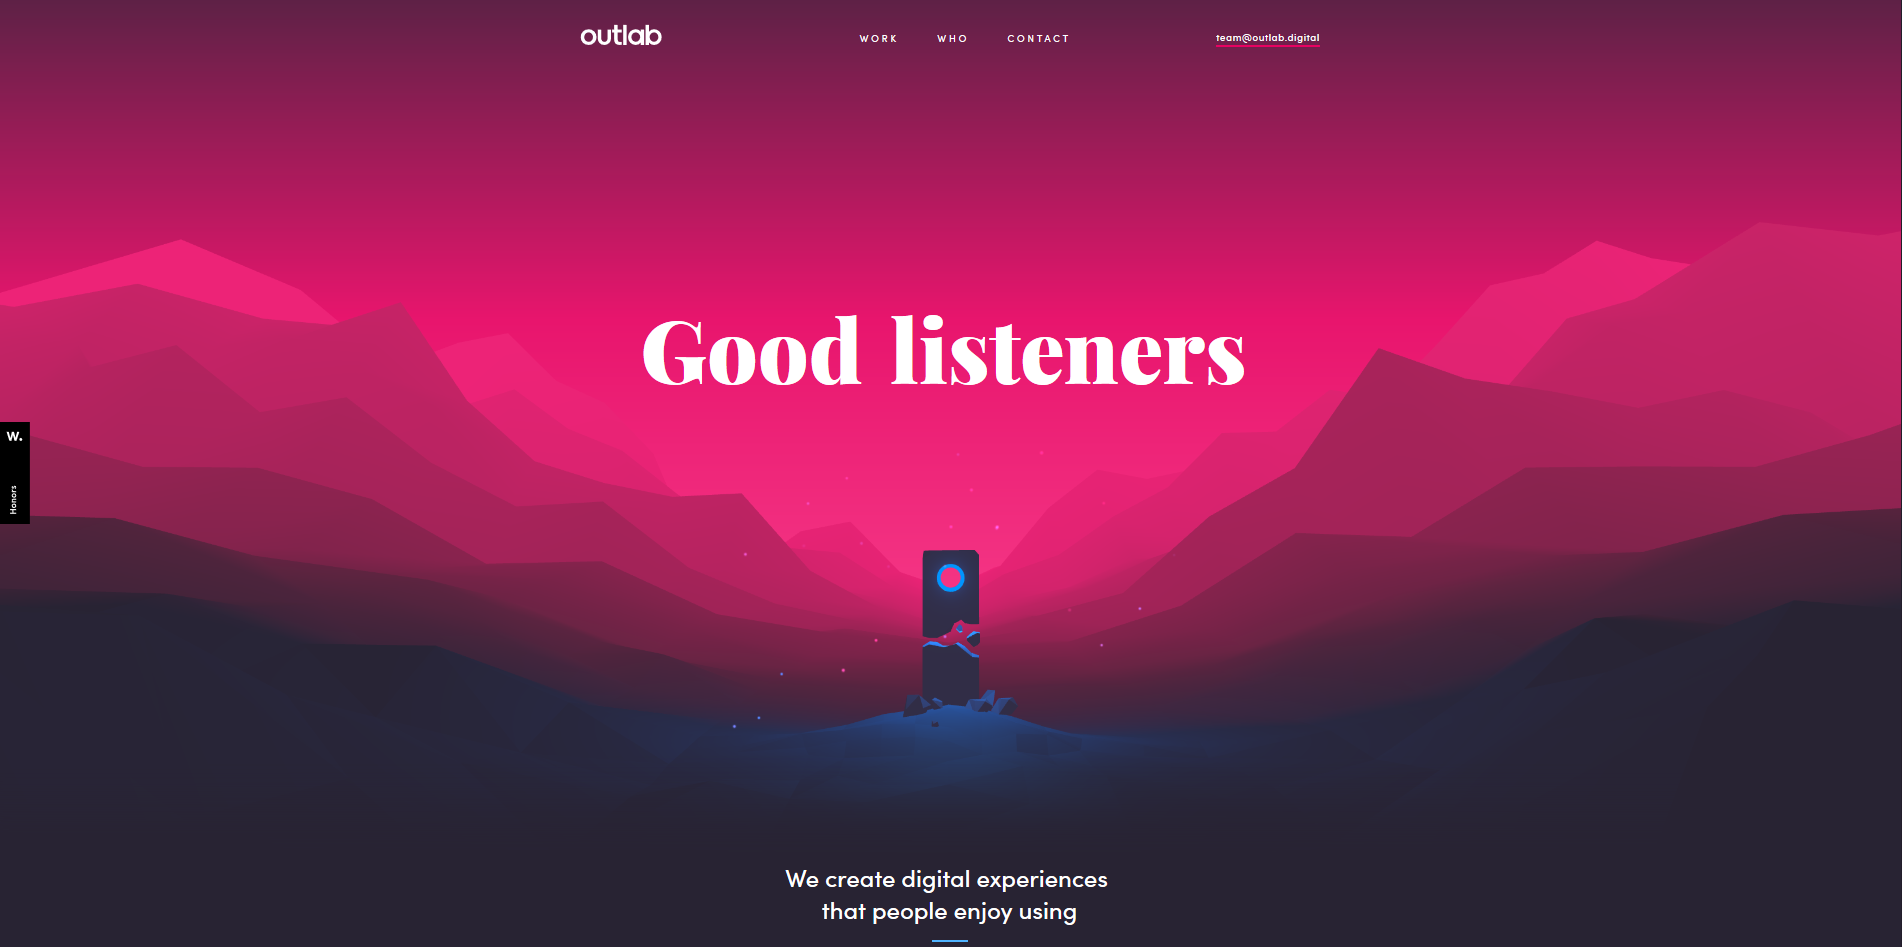 outlab
WORK WHO CONTACT
team@outlab.digital
Good listeners
W.
Honors
We create digital experiences
that people enjoy using